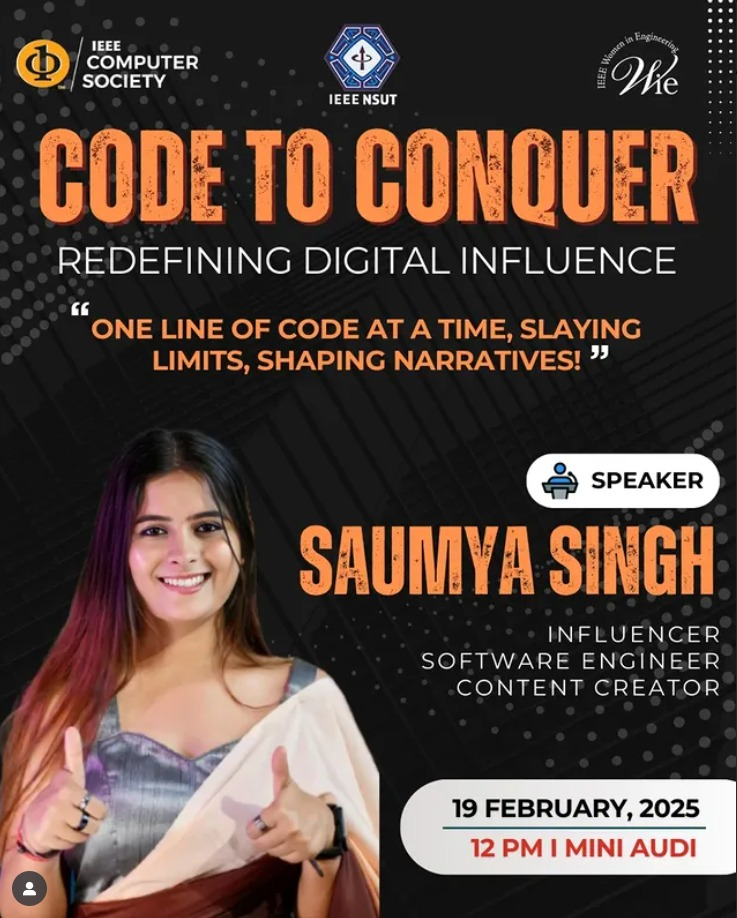 IEEE
COMPUTER
SOCIETY
IEEE NSUT
IEEE Women in Engineering
WIE
CODE TO CONQUER
REDEFINING DIGITAL INFLUENCE
“ONE LINE OF CODE AT A TIME, SLAYING
LIMITS, SHAPING NARRATIVES!”
SPEAKER
SAUMYA SINGH
INFLUENCER
SOFTWARE ENGINEER
CONTENT CREATOR
19 FEBRUARY, 2025
12 PM I MINI AUDI